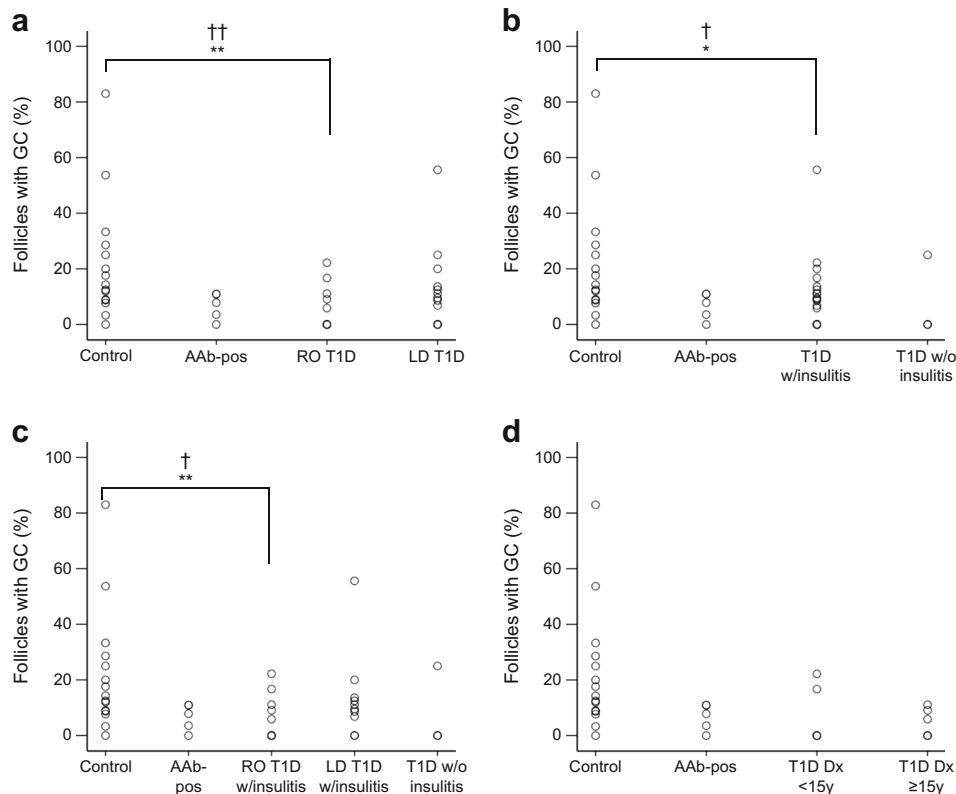 a
††
**
Follicles with GC (%)
100
80
60
40
20
0
Control
AAb-pos
RO T1D
LD T1D
b
†
*
Follicles with GC (%)
100
80
60
40
20
0
Control
AAb-pos
T1D
w/insulitis
T1D w/o
insulitis
c
†
**
Follicles with GC (%)
100
80
60
40
20
0
Control
AAb-
pos
RO T1D
w/insulitis
LD T1D
w/insulitis
T1D w/o
insulitis
d
Follicles with GC (%)
100
80
60
40
20
0
Control
AAb-pos
T1D Dx
<15y
T1D Dx
≥15y